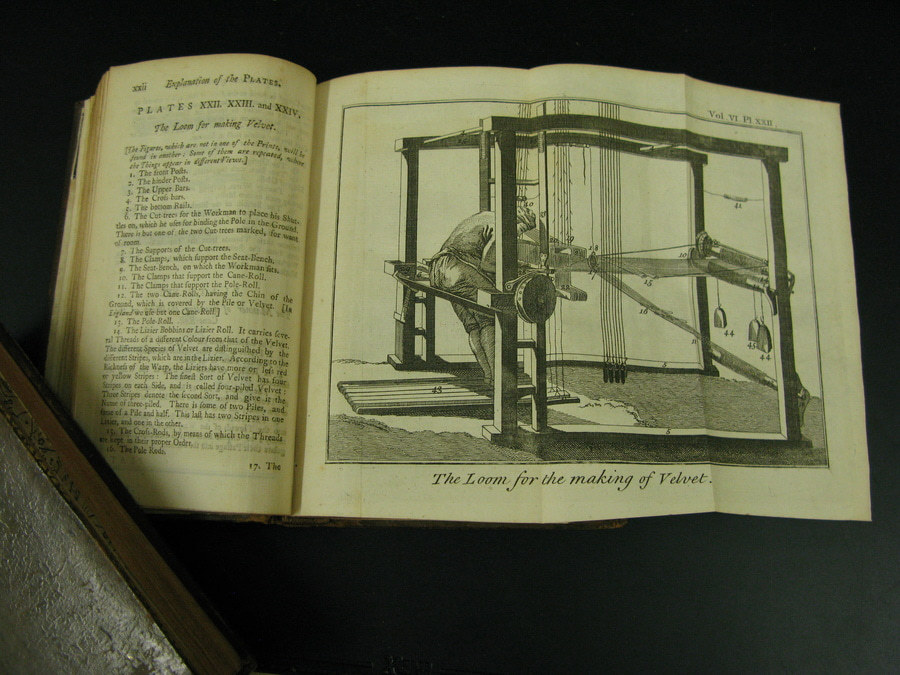 xxii Explanation of the PLATES.
PLATES XXII. XXIII. and XXIV.
The Loom for making Velvet.
[The Figures, which are not in one of the Prints, must be
found in another; Some of them are repeated,
the Things appear in different Views.]
1. The front Posts.
2. The hinder Posts.
3. The Upper Bars.
4. The Cross bars.
5. The bottom Rails.
6. The Cut-trees for the Workman to place his Shut-
tles on, which he uses for binding the Pole in the Ground.
There is but one of the two Cut-trees marked, for want
of room.
7. The Supports of the Cut-trees.
8. The Clamps, which support the Seat-Bench.
9. The Seat-bench, on which the Workman sits.
10. The Clamps that support the Cane-Roll.
11. The Clamps that support the Pole-Roll.
12. The two Cane-Rolls, having the Chin of the
Ground, which is covered by the Pile or Velvet. [In
England we use but one Cane-Roll.]
13. The Pole-Roll.
14. The Lizier Bobbins or Lizier Roll. It carries seve-
ral Threads of a different Colour from that of the Velvet.
The different Species of Velvet are distinguished by the
different Stripes, which are in the Lizier. According to the
Richness of the Warp, the Liziers have more or less red
or yellow Stripes: The finest Sort of Velvet has four
Stripes on each Side, and is called four-piled Velvet:
Three Stripes denote the second Sort, and give it the
Name of three-piled. There is some of two Piles, and
some of a Pile and half. This last has two Stripes in one
Lizier, and one in the other.
15. The Cross-Rods, by means of which the Threads
are kept in their proper Order.
16. The Pole Rods.
17. The
Vol VI Pl XXII.
41
18
20
10
15
16
22
44
45
44
43
5
The Loom for the making of Velvet.